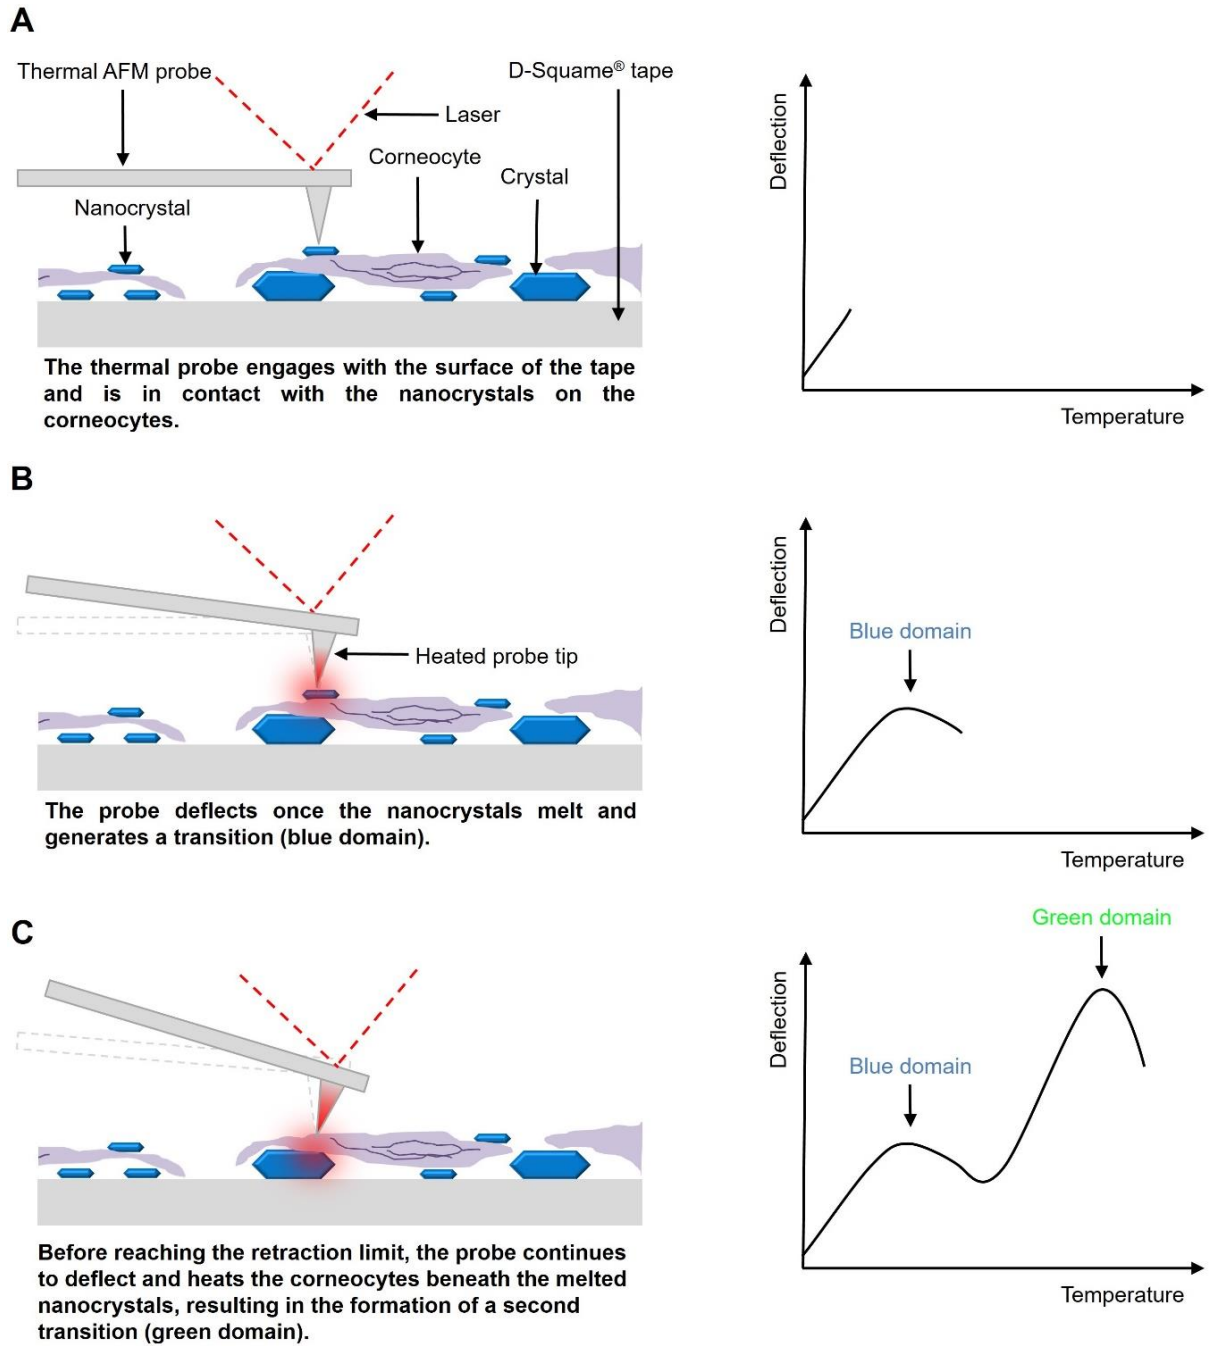 A
Thermal AFM probe
D-Squame® tape
Laser
Corneocyte
Crystal
Nanocrystal
The thermal probe engages with the surface of the tape
and is in contact with the nanocrystals on the
corneocytes.
Deflection
Temperature
B
Heated probe tip
The probe deflects once the nanocrystals melt and
generates a transition (blue domain).
Deflection
Blue domain
Temperature
C
Before reaching the retraction limit, the probe continues
to deflect and heats the corneocytes beneath the melted
nanocrystals, resulting in the formation of a second
transition (green domain).
Green domain
Deflection
Blue domain
Temperature